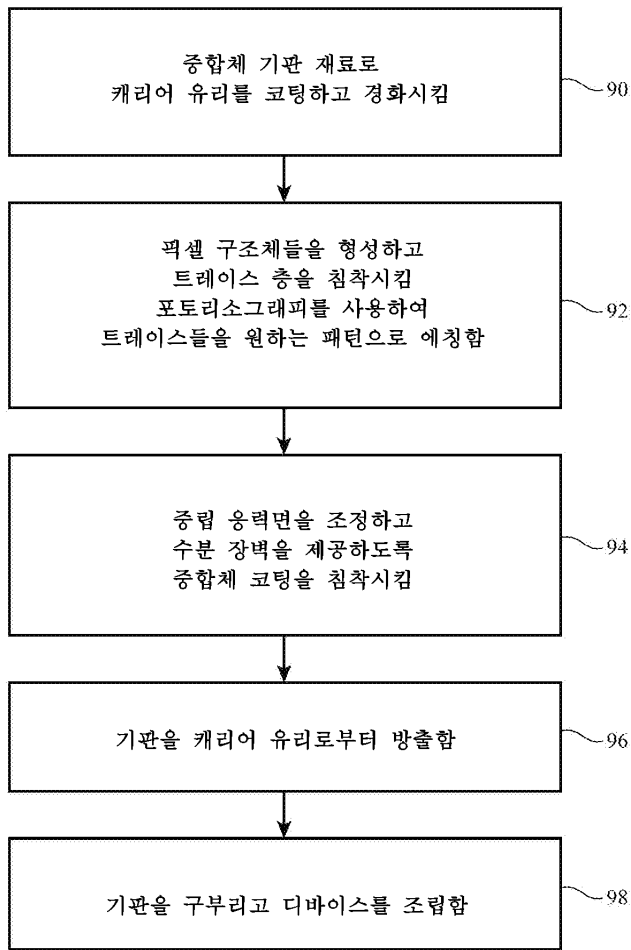 중합체 기판 재료로
캐리어 유리를 코팅하고 경화시킴
90
픽셀 구조체들을 형성하고
트레이스 층을 침착시킴
포토리소그래피를 사용하여
트레이스들을 원하는 패턴으로 에칭함
92
중립 응력면을 조정하고
수분 장벽을 제공하도록
중합체 코팅을 침착시킴
94
기판을 캐리어 유리로부터 방출함
96
기판을 구부리고 디바이스를 조립함
98